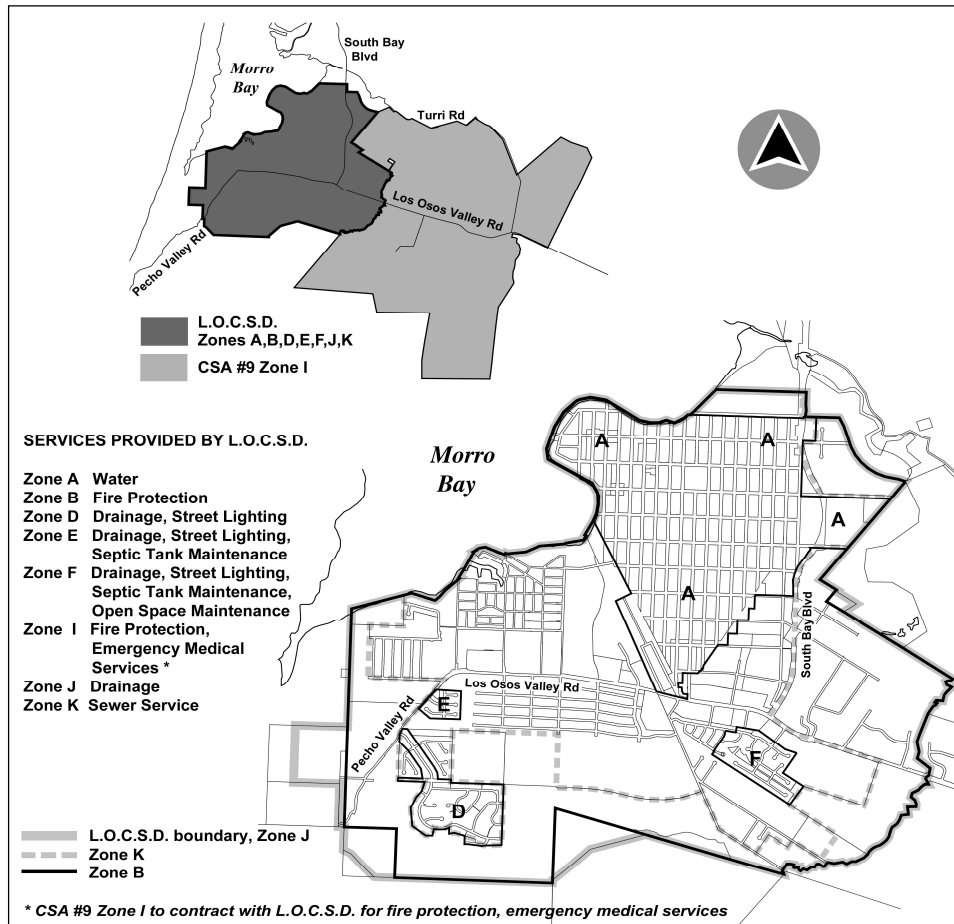 South Bay
Blvd
Morro
Bay
Turri Rd
Los Osos Valley Rd
Pecho Valley Rd
L.O.C.S.D.
Zones A,B,D,E,F,J,K
CSA #9 Zone I
SERVICES PROVIDED BY L.O.C.S.D.
Zone A Water
Zone B Fire Protection
Zone D Drainage, Street Lighting
Zone E Drainage, Street Lighting,
Septic Tank Maintenance
Zone F Drainage, Street Lighting,
Septic Tank Maintenance,
Open Space Maintenance
Zone I Fire Protection,
Emergency Medical
Services *
Zone J Drainage
Zone K Sewer Service
Morro
Bay
A
A
A
A
South Bay Blvd
Los Osos Valley Rd
Pecho Valley Rd
E
F
D
L.O.C.S.D. boundary, Zone J
Zone K
Zone B
* CSA #9 Zone I to contract with L.O.C.S.D. for fire protection, emergency medical services